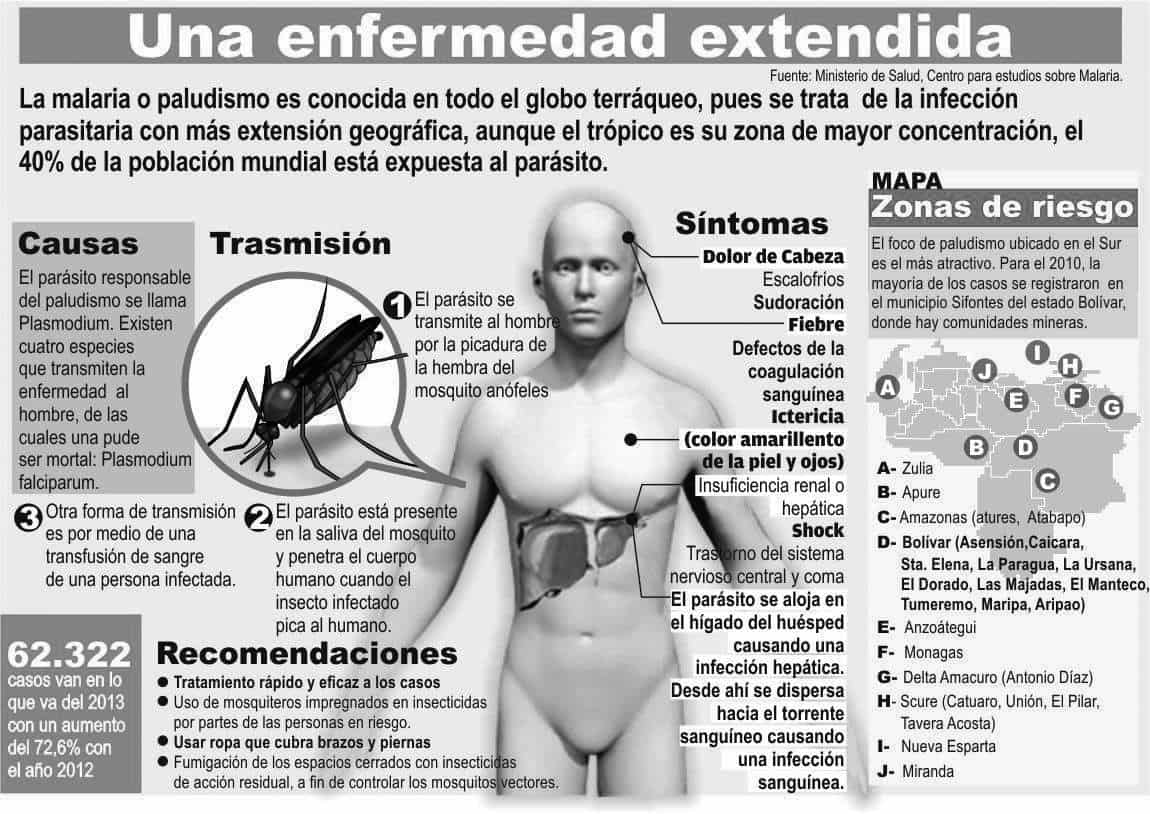 Una enfermedad extendida
Fuente: Ministerio de Salud, Centro para estudios sobre Malaria.
La malaria o paludismo es conocida en todo el globo terráqueo, pues se trata de la infección
parasitaria con más extensión geográfica, aunque el trópico es su zona de mayor concentración, el
40% de la población mundial está expuesta al parásito.
Causas
El parásito responsable
del paludismo se llama
Plasmodium. Existen
cuatro especies
que transmiten la
enfermedad al
hombre, de las
cuales una pude
ser mortal: Plasmodium
falciparum.
Trasmisión
1 El parásito se
transmite al hombre
por la picadura de
la hembra del
mosquito anófeles
2 El parásito está presente
en la saliva del mosquito
y penetra el cuerpo
humano cuando el
insecto infectado
pica al humano.
3 Otra forma de transmisión
es por medio de una
transfusión de sangre
de una persona infectada.
62.322
casos van en lo
que va del 2013
con un aumento
del 72,6% con
el año 2012
Recomendaciones
● Tratamiento rápido y eficaz a los casos
● Uso de mosquiteros impregnados en insecticidas
por partes de las personas en riesgo.
● Usar ropa que cubra brazos y piernas
● Fumigación de los espacios cerrados con insecticidas
de acción residual, a fin de controlar los mosquitos vectores.
Síntomas
Dolor de Cabeza
Escalofríos
Sudoración
Fiebre
Defectos de la
coagulación
sanguínea
Ictericia
(color amarillento
de la piel y ojos)
Insuficiencia renal o
hepática
Shock
Trastorno del sistema
nervioso central y coma
El parásito se aloja en
el hígado del huésped
causando una
infección hepática.
Desde ahí se dispersa
hacia el torrente
sanguíneo causando
una infección
sanguínea.
MAPA
Zonas de riesgo
El foco de paludismo ubicado en el Sur
es el más atractivo. Para el 2010, la
mayoría de los casos se registraron en
el municipio Sifontes del estado Bolívar,
donde hay comunidades mineras.
I
J
H
A
E
F
G
B
D
C
A- Zulia
B- Apure
C- Amazonas (atures, Atabapo)
D- Bolívar (Asensión,Caicara,
Sta. Elena, La Paragua, La Ursana,
El Dorado, Las Majadas, El Manteco,
Tumeremo, Maripa, Aripao)
E- Anzoátegui
F- Monagas
G- Delta Amacuro (Antonio Díaz)
H- Scure (Catuaro, Unión, El Pilar,
Tavera Acosta)
I- Nueva Esparta
J- Miranda